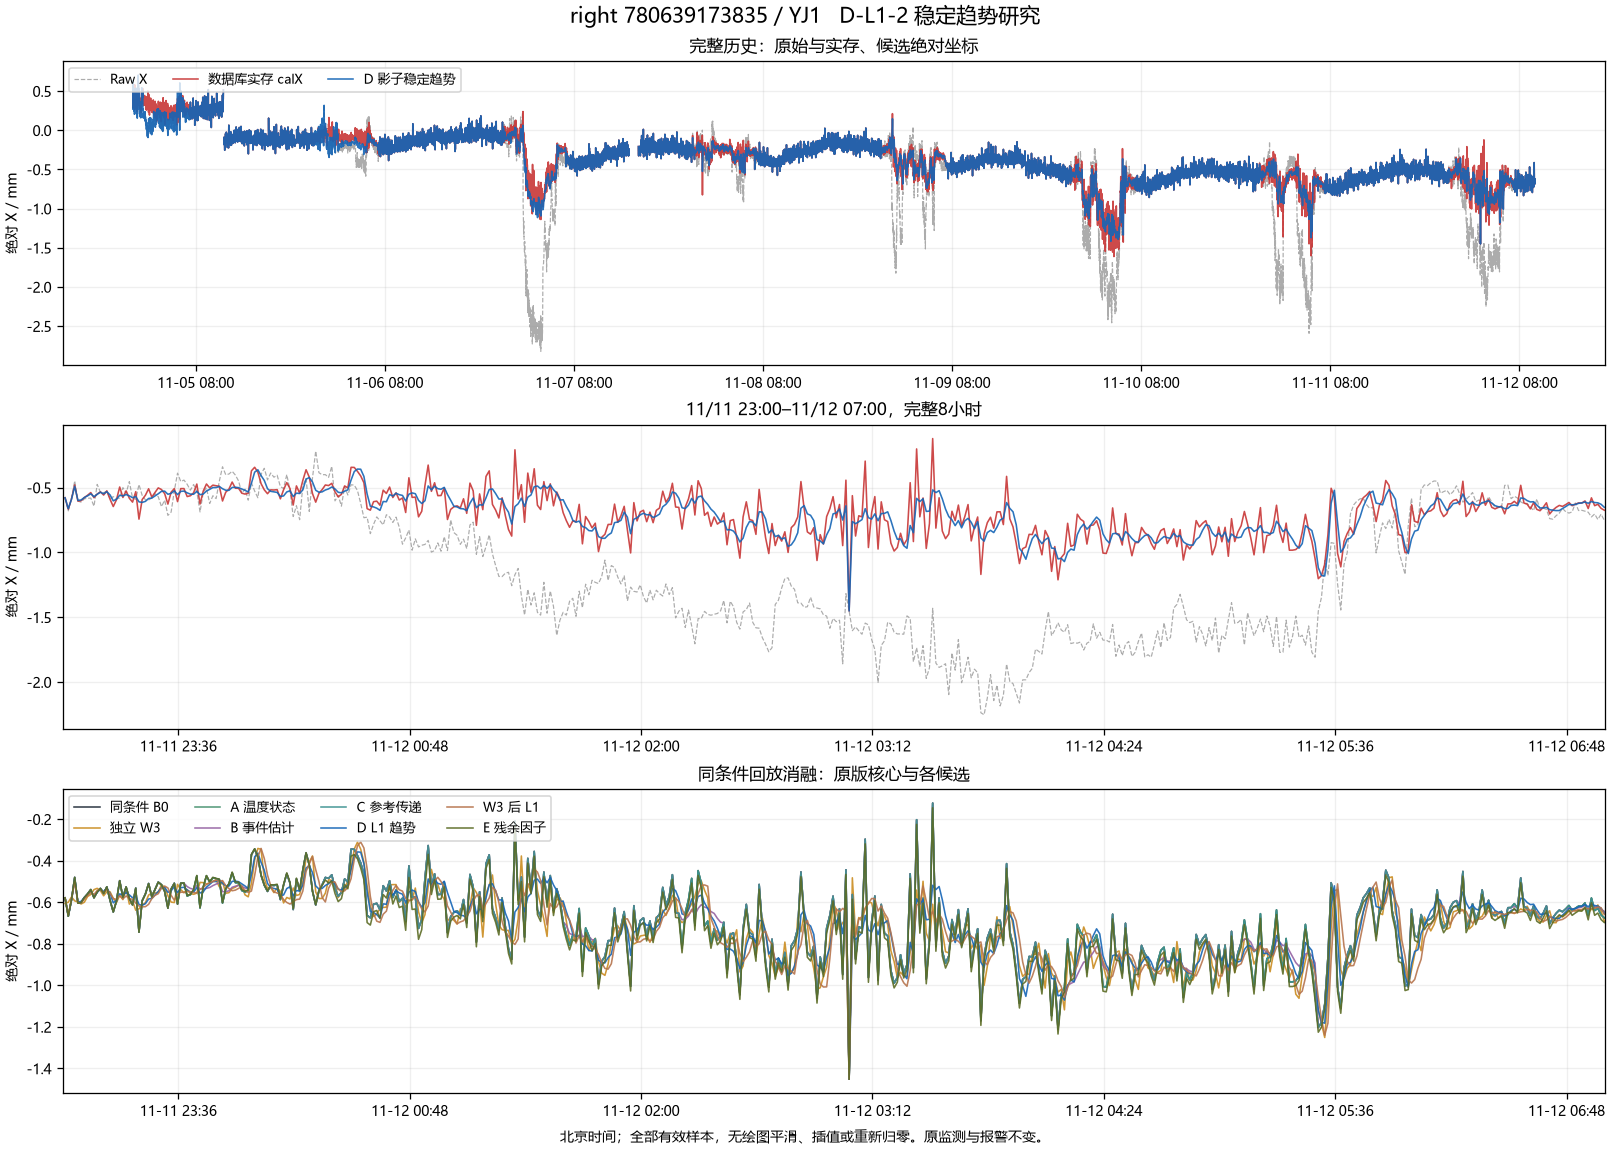 right 780639173835 / YJ1   D-L1-2 稳定趋势研究
完整历史：原始与实存、候选绝对坐标
Raw X   数据库实存 calX   D 影子稳定趋势
绝对 X / mm
0.5
0.0
-0.5
-1.0
-1.5
-2.0
-2.5
11-05 08:00   11-06 08:00   11-07 08:00   11-08 08:00   11-09 08:00   11-10 08:00   11-11 08:00   11-12 08:00
11/11 23:00–11/12 07:00，完整8小时
绝对 X / mm
-0.5
-1.0
-1.5
-2.0
11-11 23:36   11-12 00:48   11-12 02:00   11-12 03:12   11-12 04:24   11-12 05:36   11-12 06:48
同条件回放消融：原版核心与各候选
同条件 B0   A 温度状态   C 参考传递   W3 后 L1
独立 W3   B 事件估计   D L1 趋势   E 残余因子
绝对 X / mm
-0.2
-0.4
-0.6
-0.8
-1.0
-1.2
-1.4
11-11 23:36   11-12 00:48   11-12 02:00   11-12 03:12   11-12 04:24   11-12 05:36   11-12 06:48
北京时间；全部有效样本，无绘图平滑、插值或重新归零。原监测与报警不变。